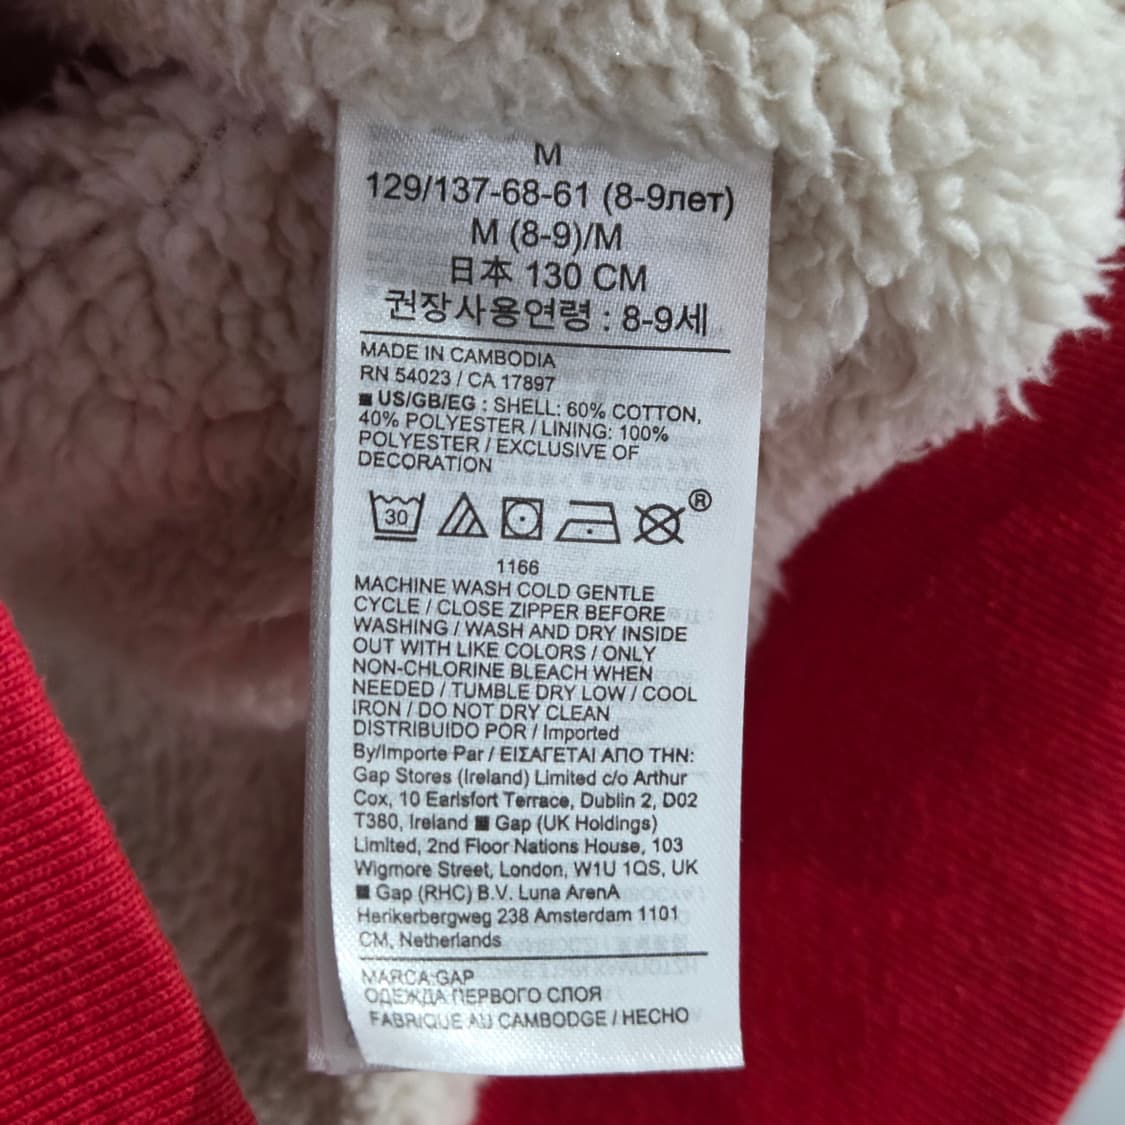 M
129/137-68-61 (8-9лет)
M (8-9)/M
日本 130 CM
권장사용연령 : 8-9세
MADE IN CAMBODIA
RN 54023 / CA 17897
■ US/GB/EG : SHELL: 60% COTTON,
40% POLYESTER / LINING: 100%
POLYESTER / EXCLUSIVE OF
DECORATION
30 ®
1166
MACHINE WASH COLD GENTLE
CYCLE / CLOSE ZIPPER BEFORE
WASHING / WASH AND DRY INSIDE
OUT WITH LIKE COLORS / ONLY
NON-CHLORINE BLEACH WHEN
NEEDED / TUMBLE DRY LOW / COOL
IRON / DO NOT DRY CLEAN
DISTRIBUIDO POR / Imported
By/Importe Par / ΕΙΣΑΓΕΤΑΙ ΑΠΟ ΤΗΝ:
Gap Stores (Ireland) Limited c/o Arthur
Cox, 10 Earlsfort Terrace, Dublin 2, D02
T380, Ireland ■ Gap (UK Holdings)
Limited, 2nd Floor Nations House, 103
Wigmore Street, London, W1U 1QS, UK
■ Gap (RHC) B.V. Luna ArenA
Herikerbergweg 238 Amsterdam 1101
CM, Netherlands
MARCA:GAP
ОДЕЖДА ПЕРВОГО СЛОЯ
FABRIQUE AU CAMBODGE / HECHO